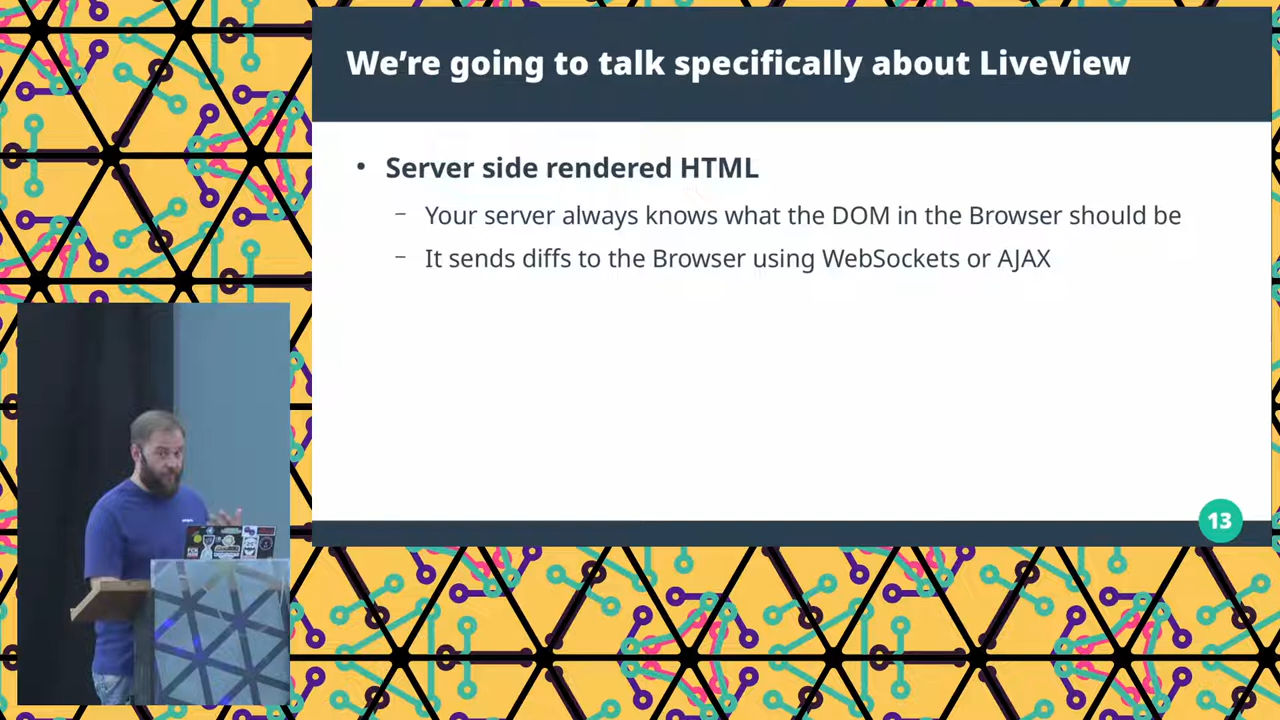 We're going to talk specifically about LiveView
• Server side rendered HTML
– Your server always knows what the DOM in the Browser should be
– It sends diffs to the Browser using WebSockets or AJAX
13